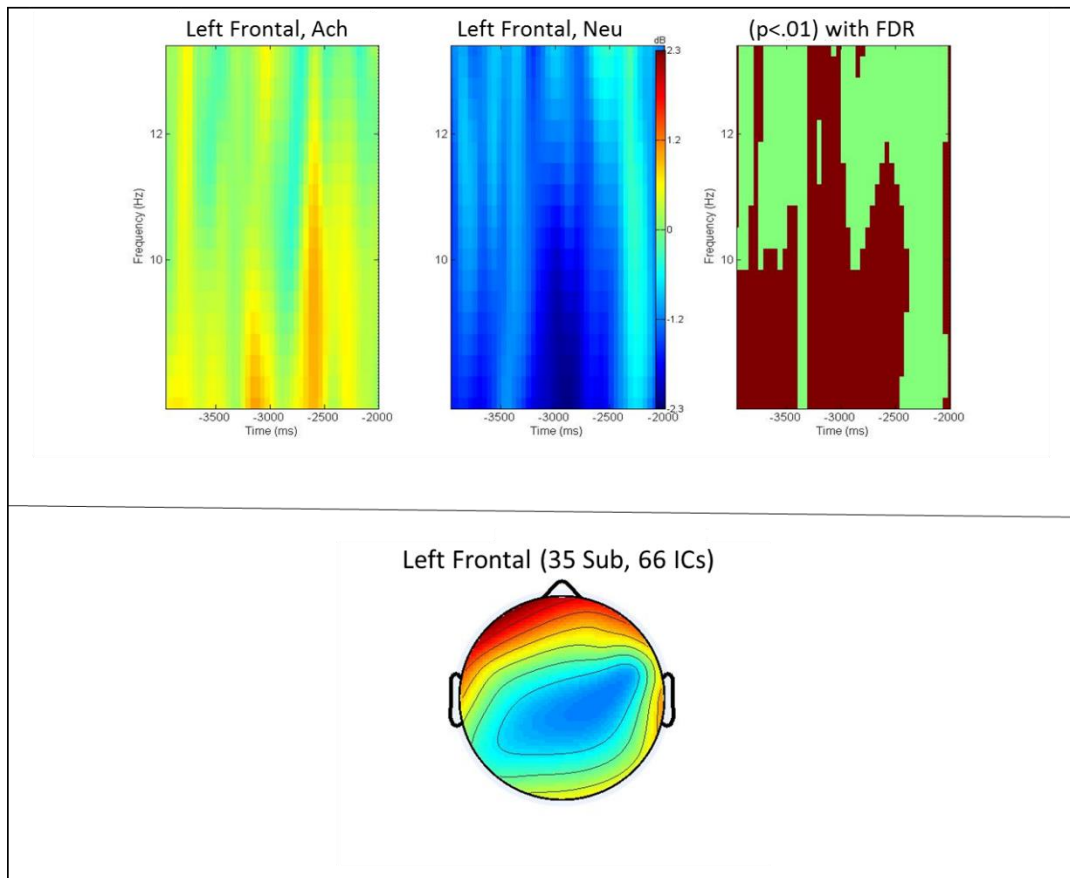 Left Frontal, Ach
Left Frontal, Neu
(p<.01) with FDR
dB
2.3
1.2
0
-1.2
-2.3
Frequency (Hz)
12
10
-3500 -3000 -2500 -2000
Time (ms)
-3500 -3000 -2500 -2000
Time (ms)
Frequency (Hz)
12
10
-3500 -3000 -2500 -2000
Time (ms)
Left Frontal (35 Sub, 66 ICs)